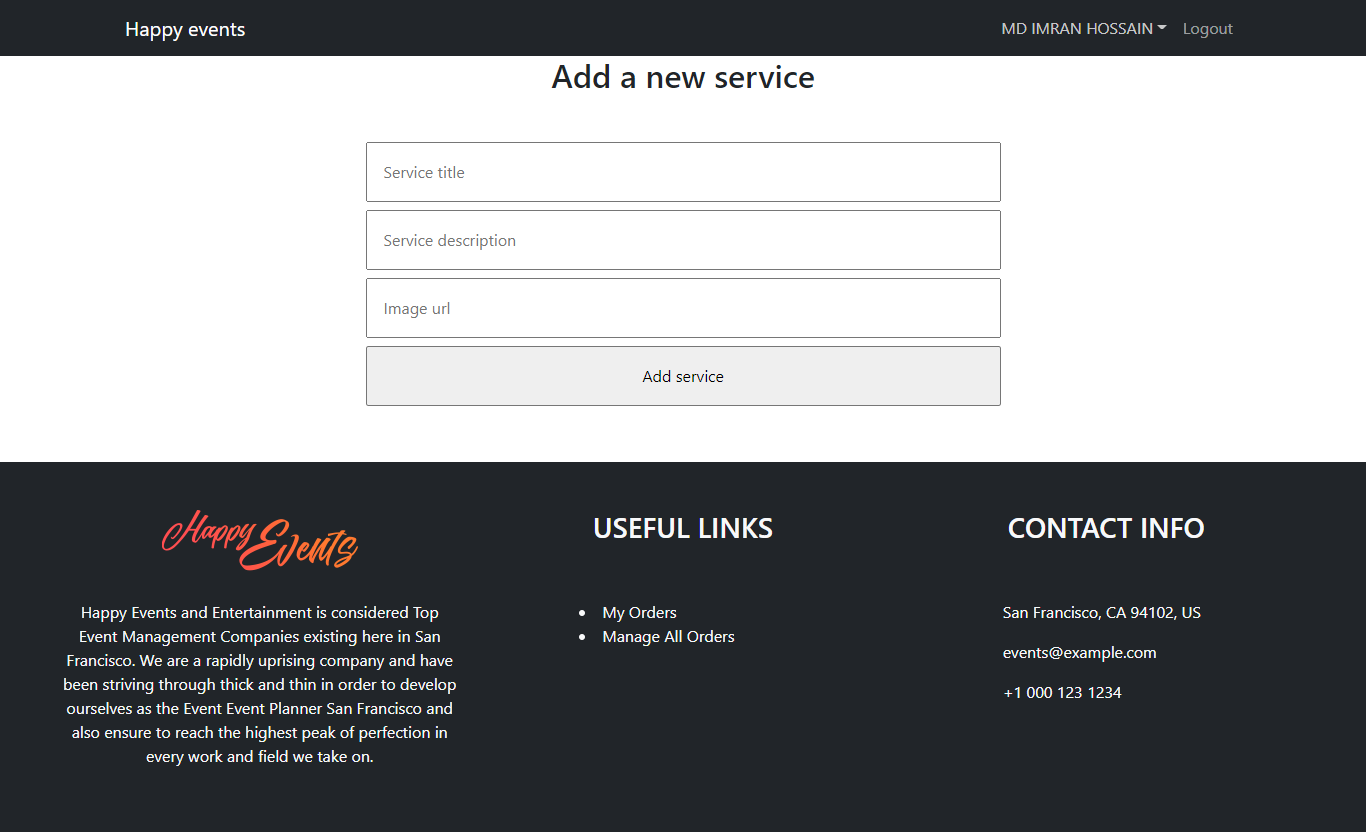 Happy events
MD IMRAN HOSSAIN
Logout
Add a new service
Service title
Service description
Image url
Add service
Happy Events
Happy Events and Entertainment is considered Top
Event Management Companies existing here in San
Francisco. We are a rapidly uprising company and have
been striving through thick and thin in order to develop
ourselves as the Event Event Planner San Francisco and
also ensure to reach the highest peak of perfection in
every work and field we take on.
USEFUL LINKS
My Orders
Manage All Orders
CONTACT INFO
San Francisco, CA 94102, US
events@example.com
+1 000 123 1234